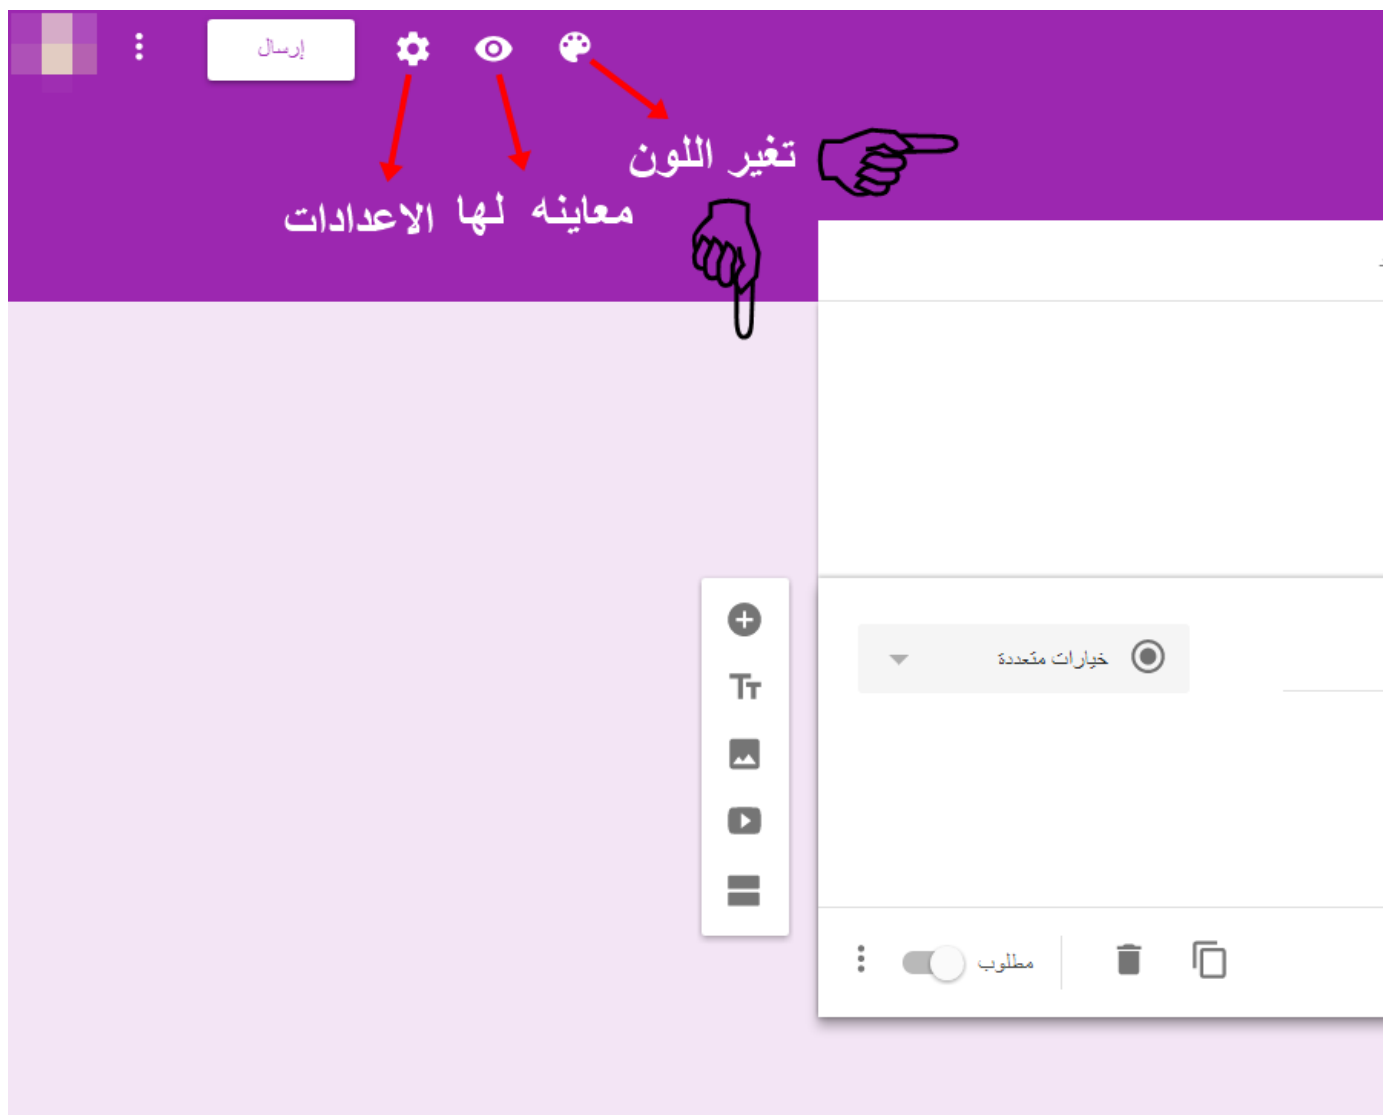 إرسال
تغير اللون
معاينه لها
الاعدادات
خيارات متعددة
مطلوب